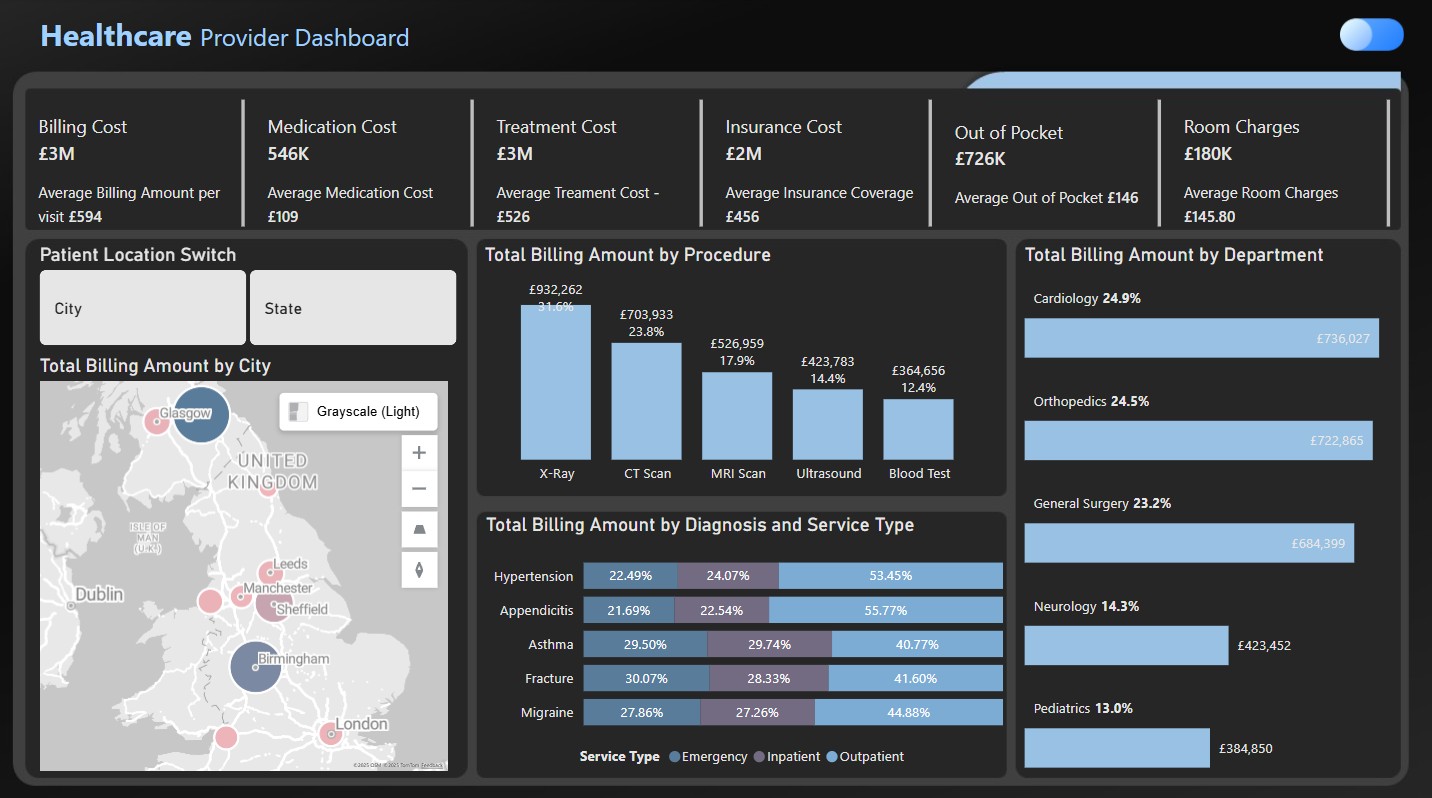 Healthcare Provider Dashboard
Billing Cost
£3M
Average Billing Amount per
visit £594
Medication Cost
546K
Average Medication Cost
£109
Treatment Cost
£3M
Average Treament Cost -
£526
Insurance Cost
£2M
Average Insurance Coverage
£456
Out of Pocket
£726K
Average Out of Pocket £146
Room Charges
£180K
Average Room Charges
£145.80
Patient Location Switch
City
State
Total Billing Amount by City
Grayscale (Light)
Glasgow
UNITED
KINGDOM
ISLE OF
MAN
(U.K.)
Leeds
Manchester
Dublin
Sheffield
Birmingham
London
©2025 OSM ©2025 TomTom Feedback
Total Billing Amount by Procedure
£932,262
31.6%
£703,933
23.8%
£526,959
17.9%
£423,783
14.4%
£364,656
12.4%
X-Ray
CT Scan
MRI Scan
Ultrasound
Blood Test
Total Billing Amount by Diagnosis and Service Type
Hypertension 22.49% 24.07% 53.45%
Appendicitis 21.69% 22.54% 55.77%
Asthma 29.50% 29.74% 40.77%
Fracture 30.07% 28.33% 41.60%
Migraine 27.86% 27.26% 44.88%
Service Type Emergency Inpatient Outpatient
Total Billing Amount by Department
Cardiology 24.9%
£736,027
Orthopedics 24.5%
£722,865
General Surgery 23.2%
£684,399
Neurology 14.3%
£423,452
Pediatrics 13.0%
£384,850